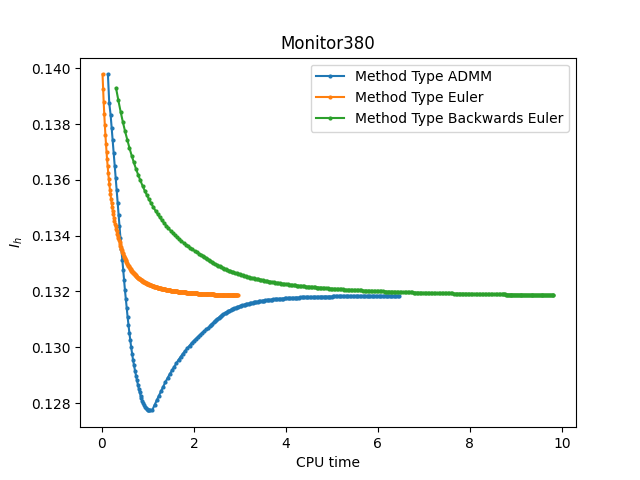 Monitor380
Method Type ADMM
Method Type Euler
Method Type Backwards Euler
0.140
0.138
0.136
0.134
0.132
0.130
0.128
I_h
0 2 4 6 8 10
CPU time